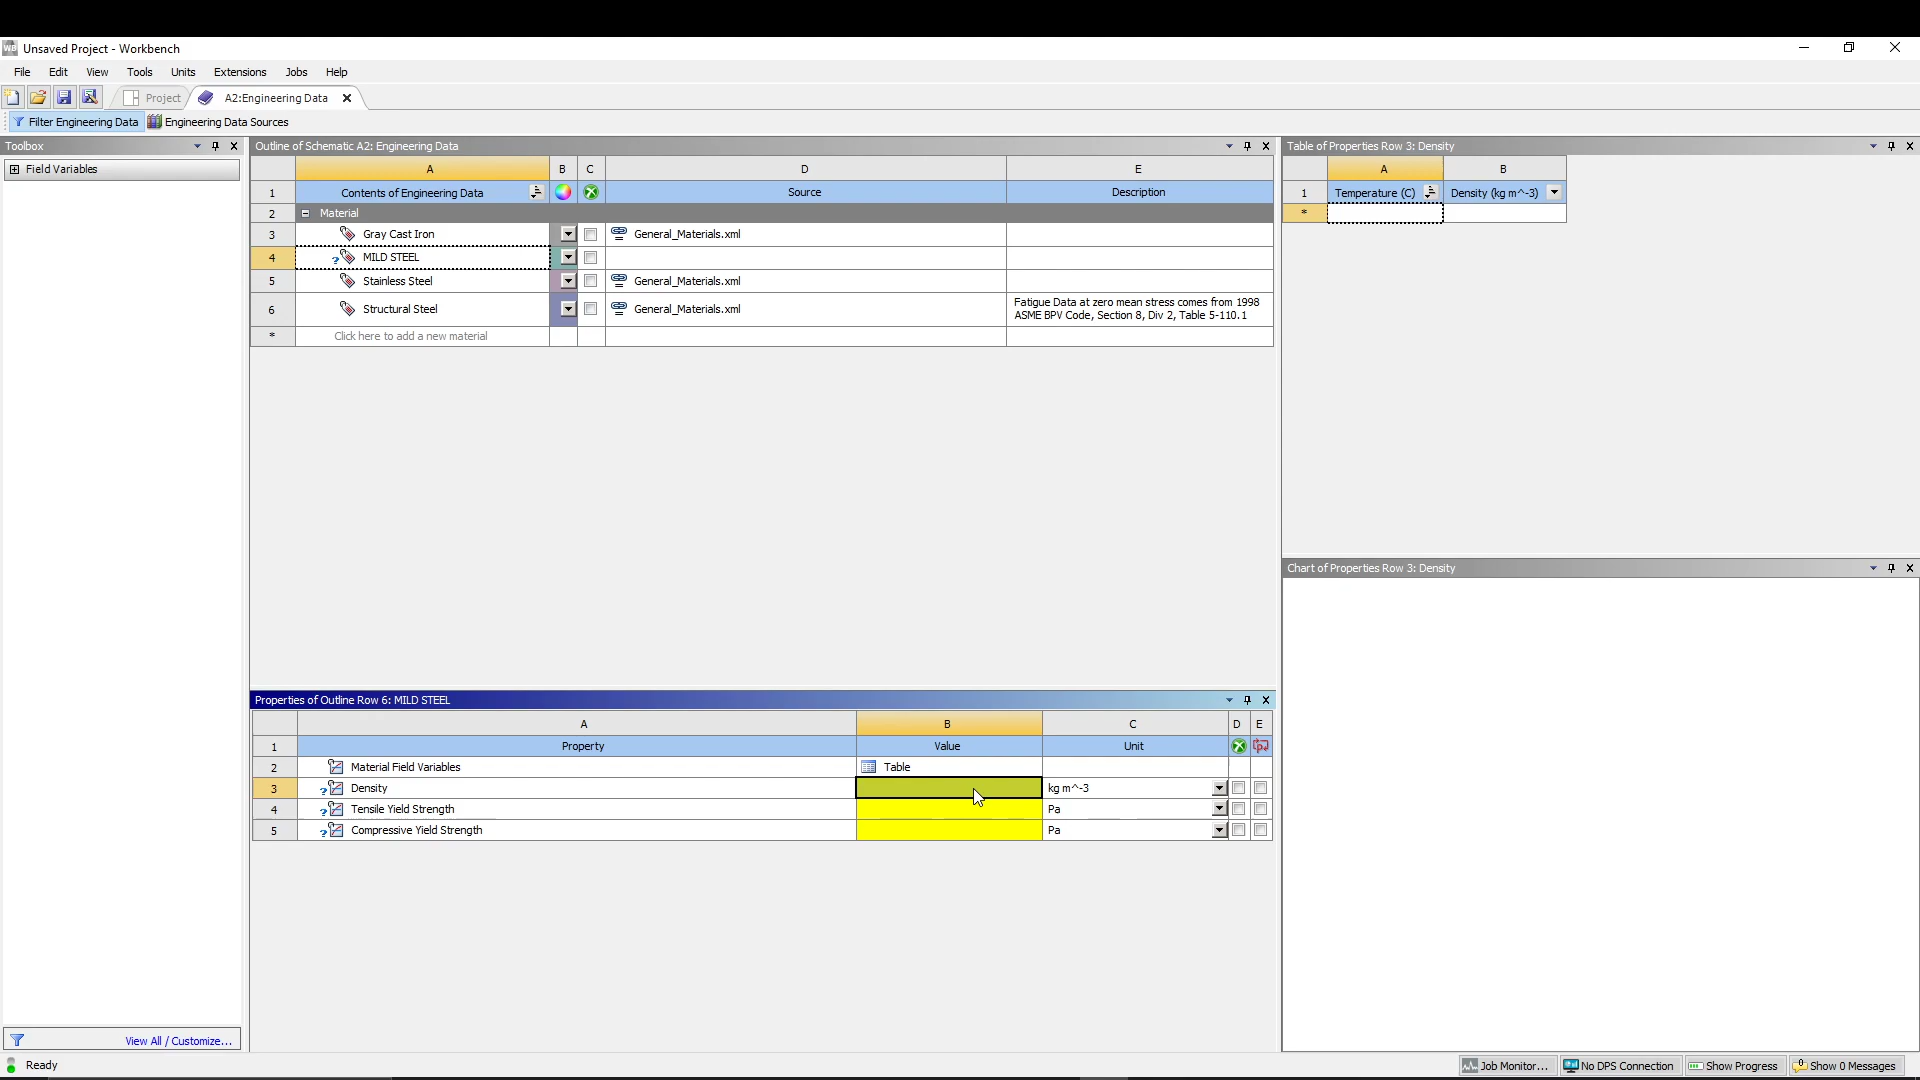 Unsaved Project - Workbench
File Edit View Tools Units Extensions Jobs Help
Project A2:Engineering Data
Filter Engineering Data Engineering Data Sources
Toolbox
Field Variables
View All / Customize...
Outline of Schematic A2: Engineering Data
A B C D E
1 Contents of Engineering Data Source Description
2 Material
3 Gray Cast Iron General_Materials.xml
4 ? MILD STEEL
5 Stainless Steel General_Materials.xml
6 Structural Steel General_Materials.xml Fatigue Data at zero mean stress comes from 1998
ASME BPV Code, Section 8, Div 2, Table 5-110.1
* Click here to add a new material
Properties of Outline Row 6: MILD STEEL
A B C D E
1 Property Value Unit
2 Material Field Variables Table
3 ? Density kg m^-3
4 ? Tensile Yield Strength Pa
5 ? Compressive Yield Strength Pa
Table of Properties Row 3: Density
A B
1 Temperature (C) Density (kg m^-3)
*
Chart of Properties Row 3: Density
Ready Job Monitor... No DPS Connection Show Progress Show 0 Messages